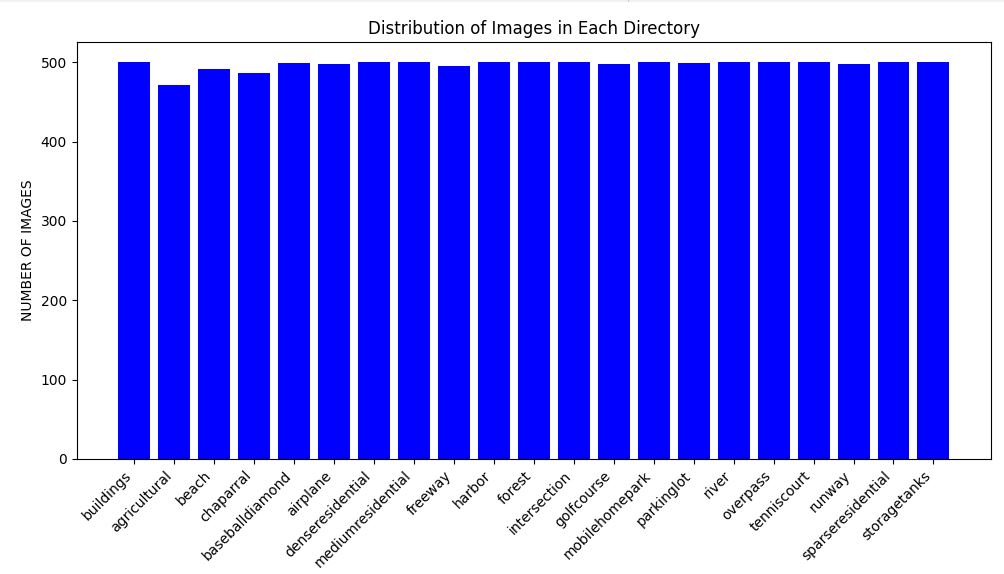 Distribution of Images in Each Directory
NUMBER OF IMAGES
500
400
300
200
100
0
buildings
agricultural
beach
chaparral
baseballdiamond
airplane
denseresidential
mediumresidential
freeway
harbor
forest
intersection
golfcourse
mobilehomepark
parkinglot
river
overpass
tenniscourt
runway
sparseresidential
storagetanks